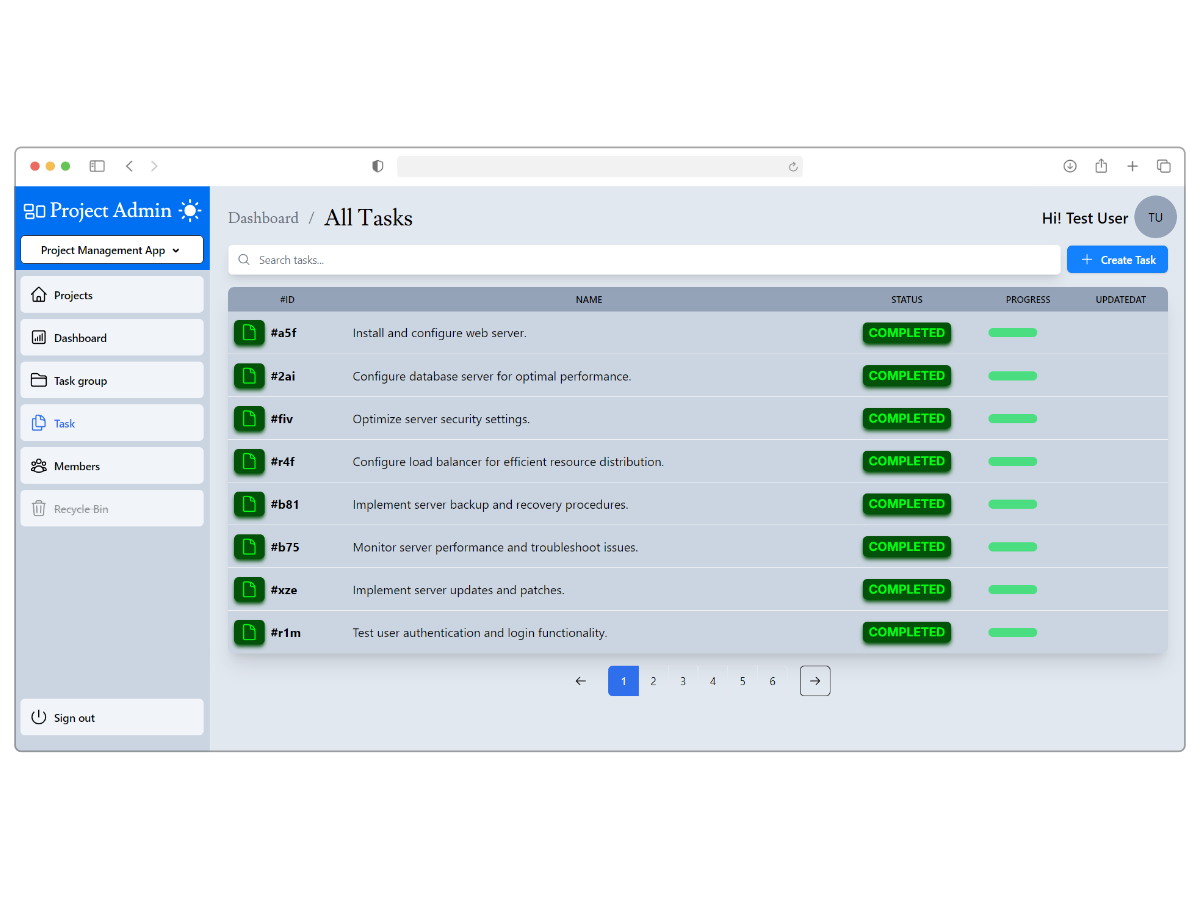 Project Admin
Project Management App
Projects
Dashboard
Task group
Task
Members
Recycle Bin
Sign out
Dashboard / All Tasks
Hi! Test User TU
Search tasks...
Create Task
#ID NAME STATUS PROGRESS UPDATEDAT
#a5f Install and configure web server. COMPLETED
#2ai Configure database server for optimal performance. COMPLETED
#fiv Optimize server security settings. COMPLETED
#r4f Configure load balancer for efficient resource distribution. COMPLETED
#b81 Implement server backup and recovery procedures. COMPLETED
#b75 Monitor server performance and troubleshoot issues. COMPLETED
#xze Implement server updates and patches. COMPLETED
#r1m Test user authentication and login functionality. COMPLETED
1 2 3 4 5 6